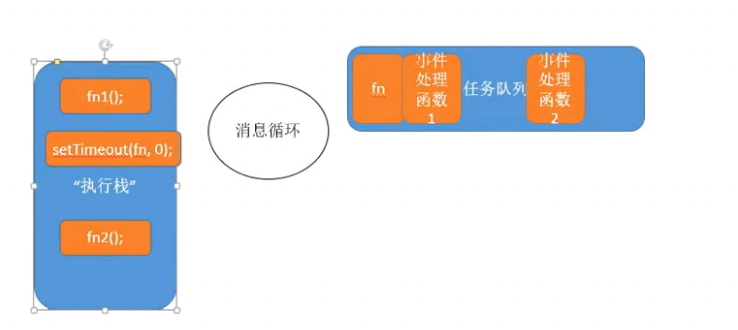 fn1();
setTimeout(fn, 0);
“执行栈”
fn2();
消息循环
fn
事件
处理
函数
1
任务队列
事件
处理
函数
2